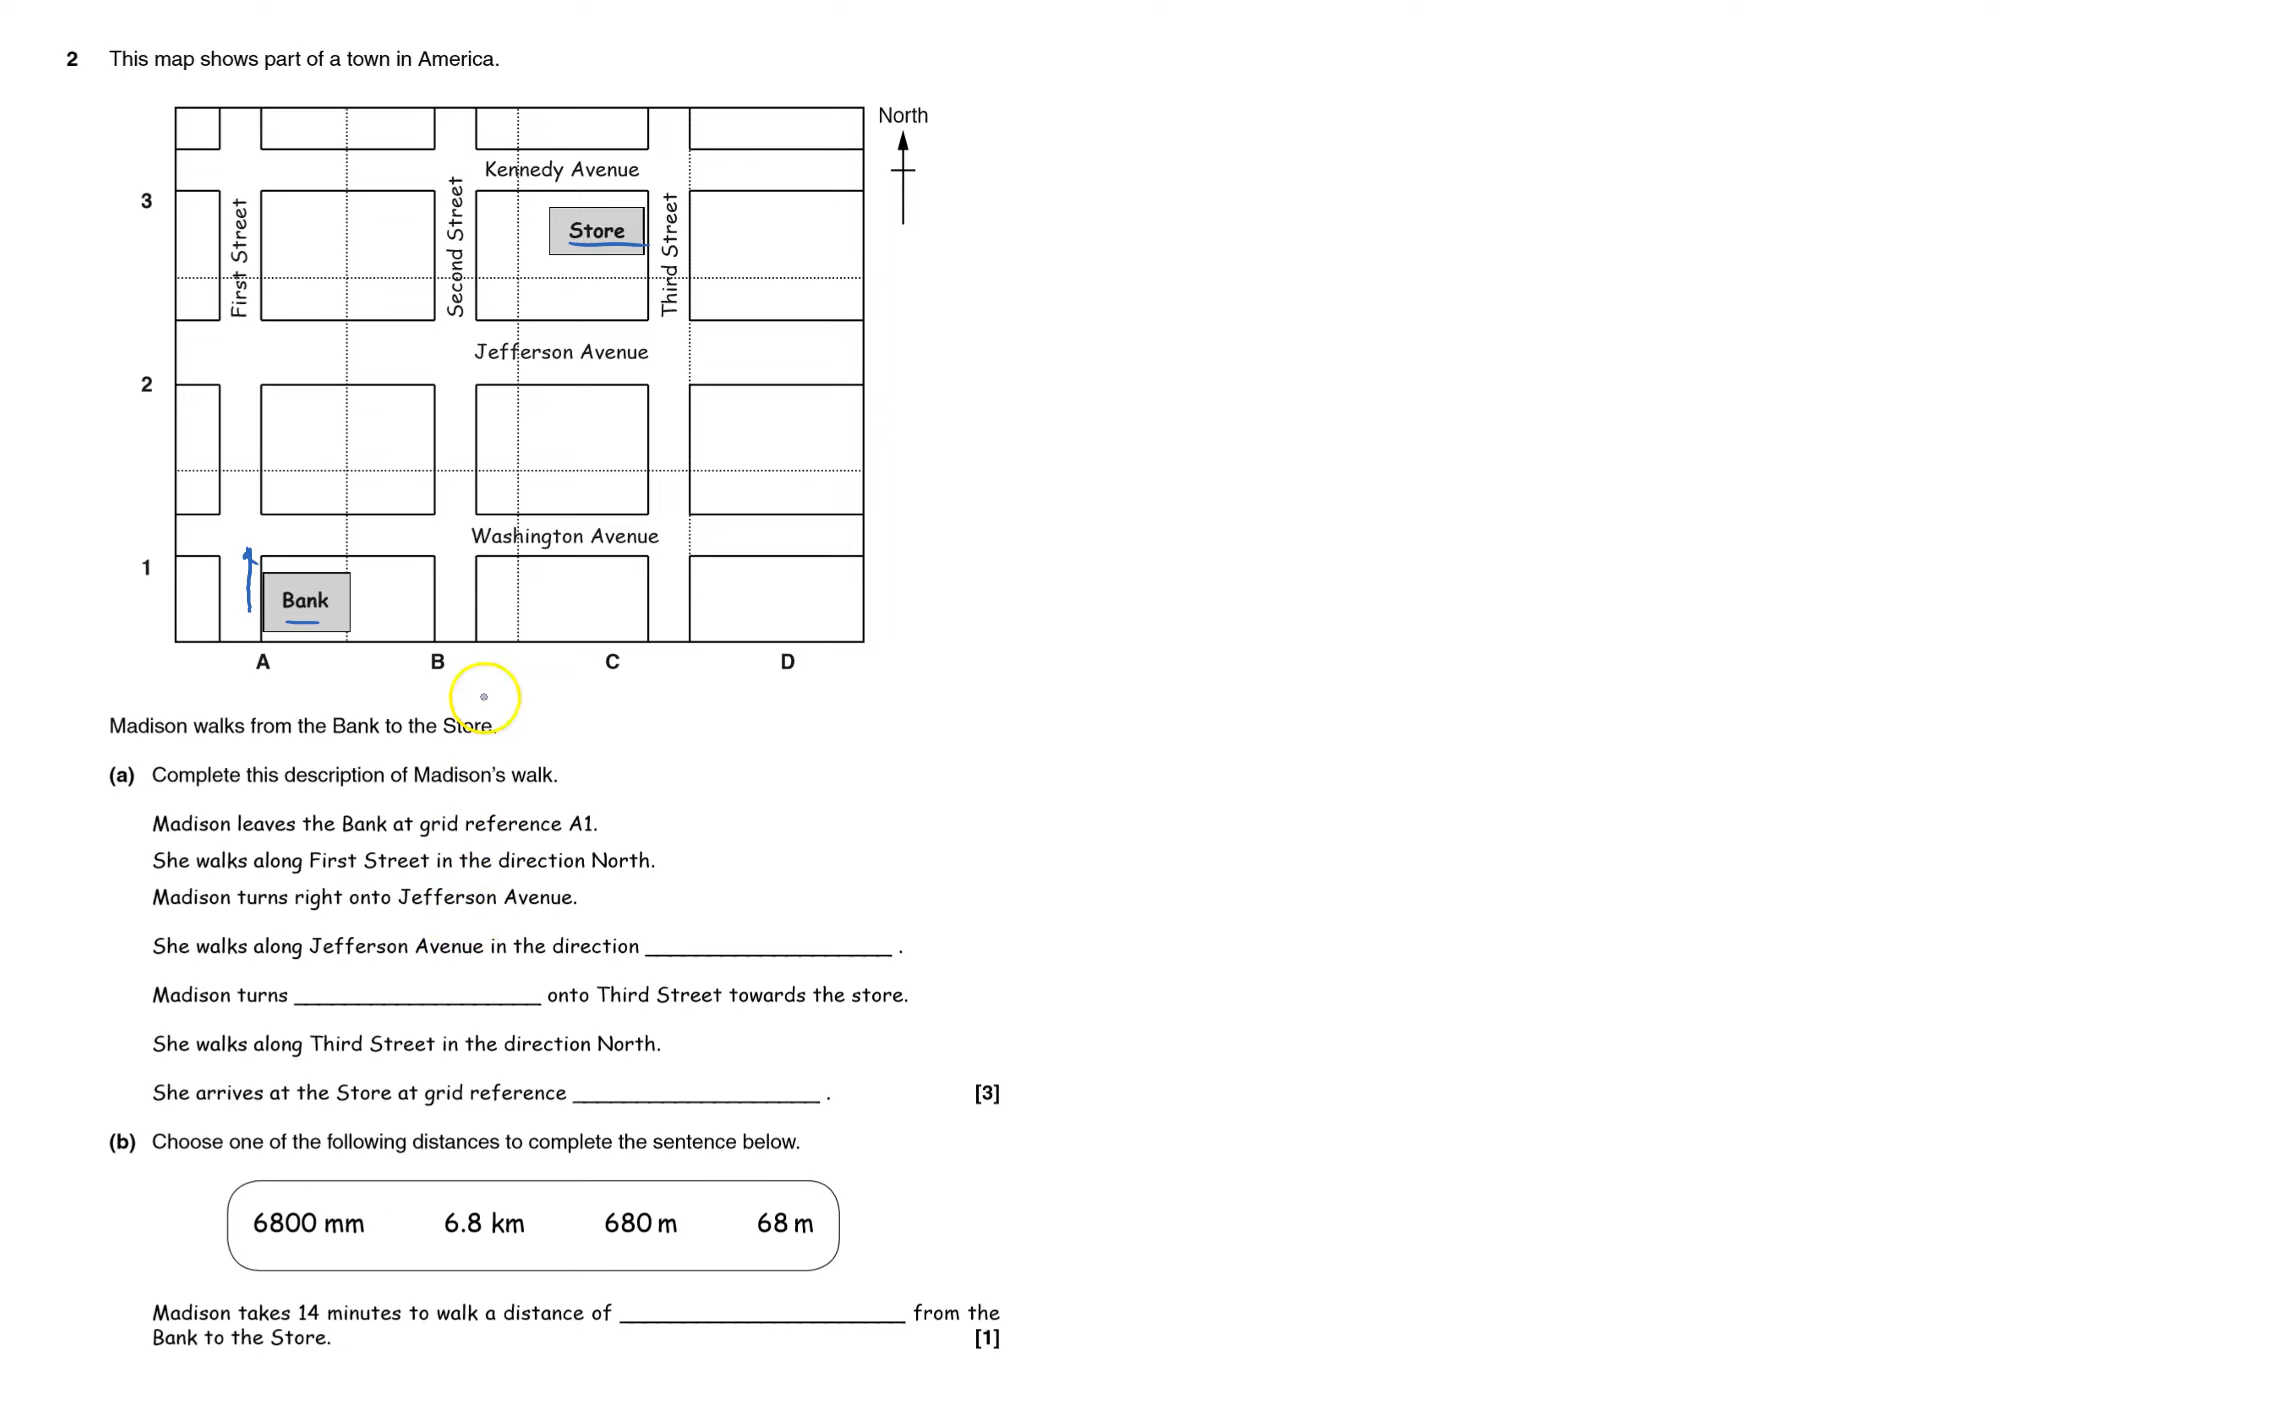 2 This map shows part of a town in America.
North
Kennedy Avenue
3
First Street
Second Street
Store
Third Street
Jefferson Avenue
2
Washington Avenue
1
Bank
A B C D
Madison walks from the Bank to the Store.
(a) Complete this description of Madison's walk.
Madison leaves the Bank at grid reference A1.
She walks along First Street in the direction North.
Madison turns right onto Jefferson Avenue.
She walks along Jefferson Avenue in the direction ____________________ .
Madison turns ____________________ onto Third Street towards the store.
She walks along Third Street in the direction North.
She arrives at the Store at grid reference ____________________ . [3]
(b) Choose one of the following distances to complete the sentence below.
6800 mm 6.8 km 680 m 68 m
Madison takes 14 minutes to walk a distance of ____________________ from the
Bank to the Store. [1]